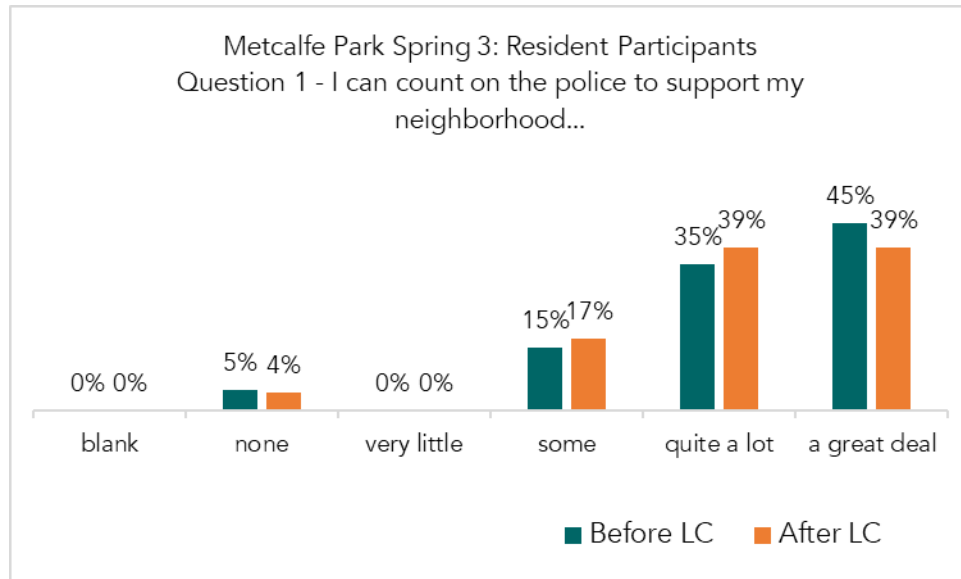 Metcalfe Park Spring 3: Resident Participants
Question 1 - I can count on the police to support my
neighborhood...
45%
39%
39%
35%
15%
17%
5%
4%
0% 0%
0% 0%
blank
none
very little
some
quite a lot
a great deal
Before LC
After LC